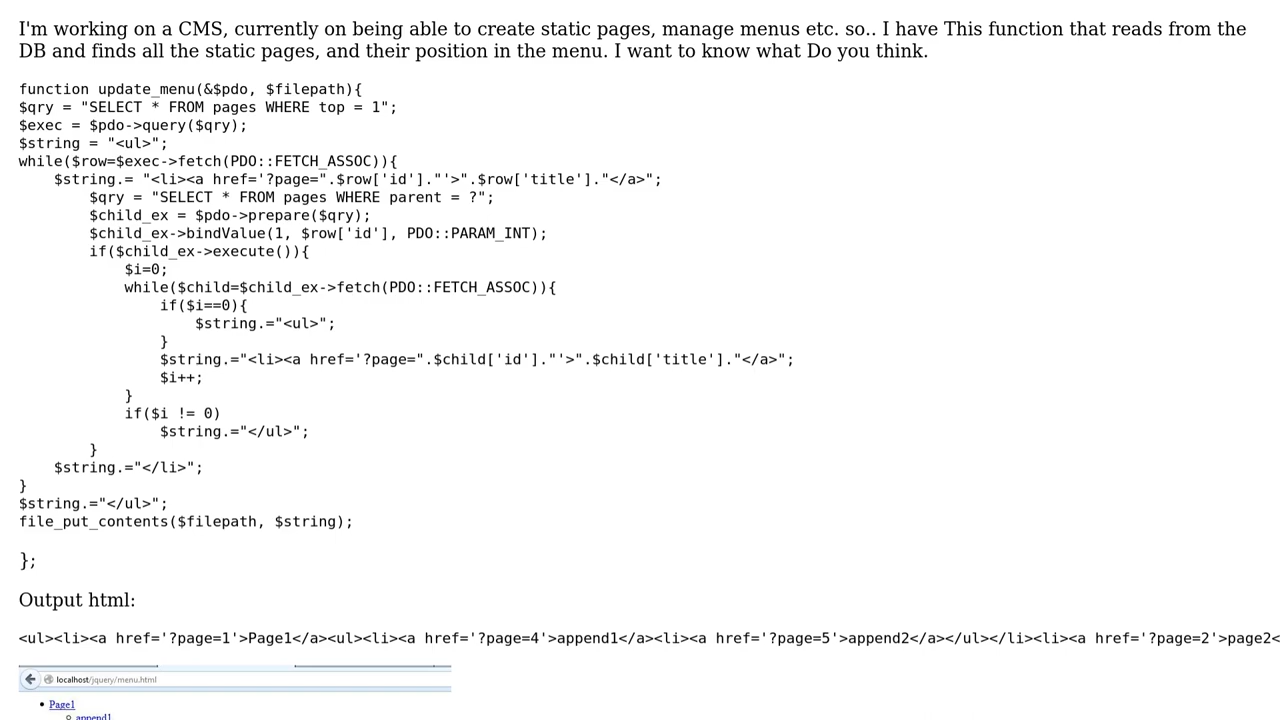 I'm working on a CMS, currently on being able to create static pages, manage menus etc. so.. I have This function that reads from the
DB and finds all the static pages, and their position in the menu. I want to know what Do you think.
function update_menu(&$pdo, $filepath){
$qry = "SELECT * FROM pages WHERE top = 1";
$exec = $pdo->query($qry);
$string = "<ul>";
while($row=$exec->fetch(PDO::FETCH_ASSOC)){
    $string.= "<li><a href='?page=".$row['id']."'>".$row['title']."</a>";
        $qry = "SELECT * FROM pages WHERE parent = ?";
        $child_ex = $pdo->prepare($qry);
        $child_ex->bindValue(1, $row['id'], PDO::PARAM_INT);
        if($child_ex->execute()){
            $i=0;
            while($child=$child_ex->fetch(PDO::FETCH_ASSOC)){
                if($i==0){
                    $string.="<ul>";
                }
                $string.="<li><a href='?page=".$child['id']."'>".$child['title']."</a>";
                $i++;
            }
            if($i != 0)
                $string.="</ul>";
        }
    $string.="</li>";
}
$string.="</ul>";
file_put_contents($filepath, $string);
};
Output html:
<ul><li><a href='?page=1'>Page1</a><ul><li><a href='?page=4'>append1</a><li><a href='?page=5'>append2</a></ul></li><li><a href='?page=2'>page2<
localhost/jquery/menu.html
Page1
append1